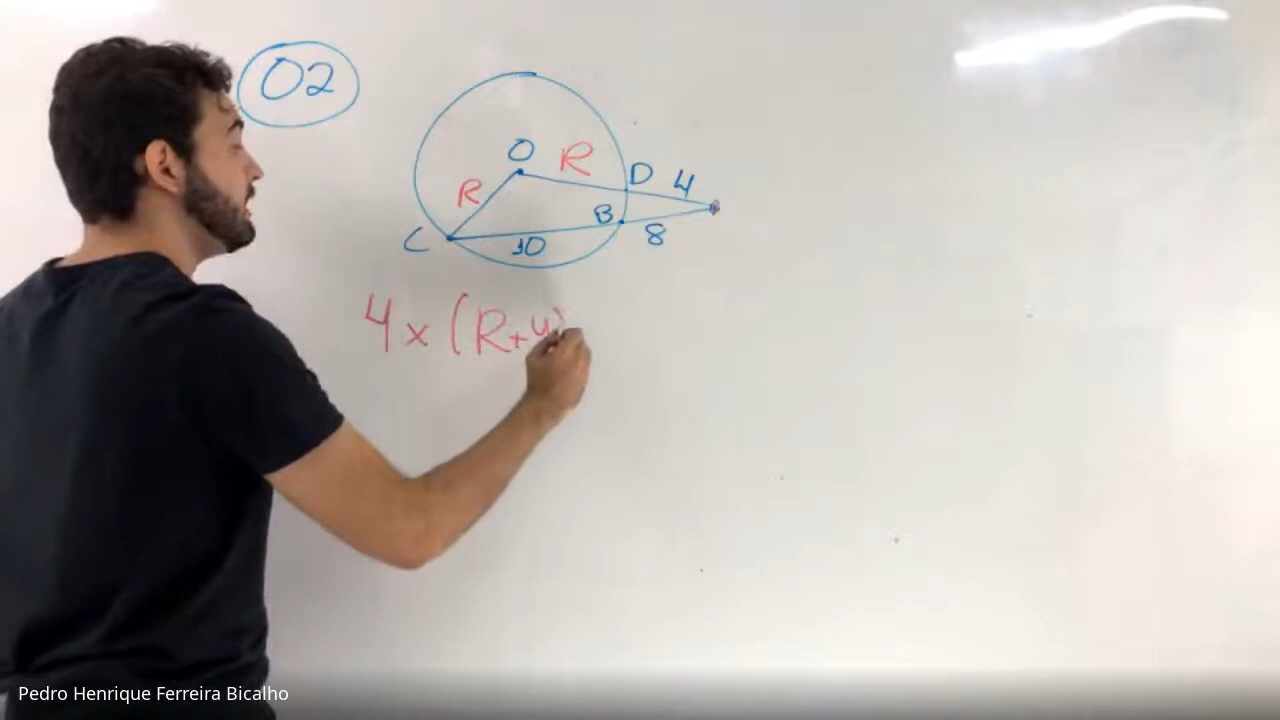 02
O R
D 4
R
B
C 10 8
4 x (R+4)
Pedro Henrique Ferreira Bicalho